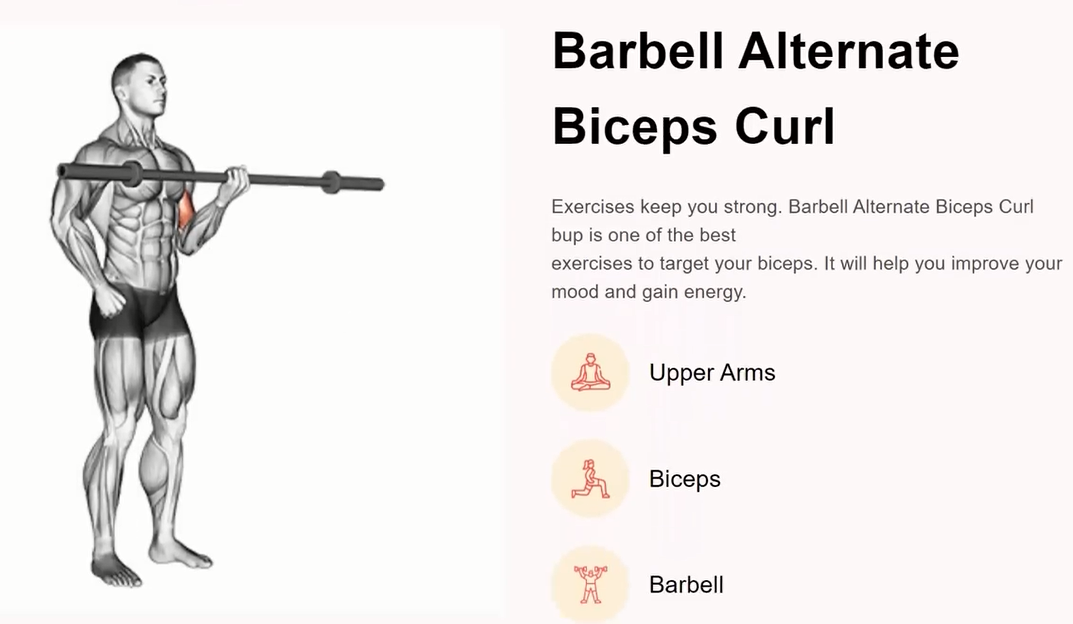 Barbell Alternate
Biceps Curl
Exercises keep you strong. Barbell Alternate Biceps Curl
bup is one of the best
exercises to target your biceps. It will help you improve your
mood and gain energy.
Upper Arms
Biceps
Barbell